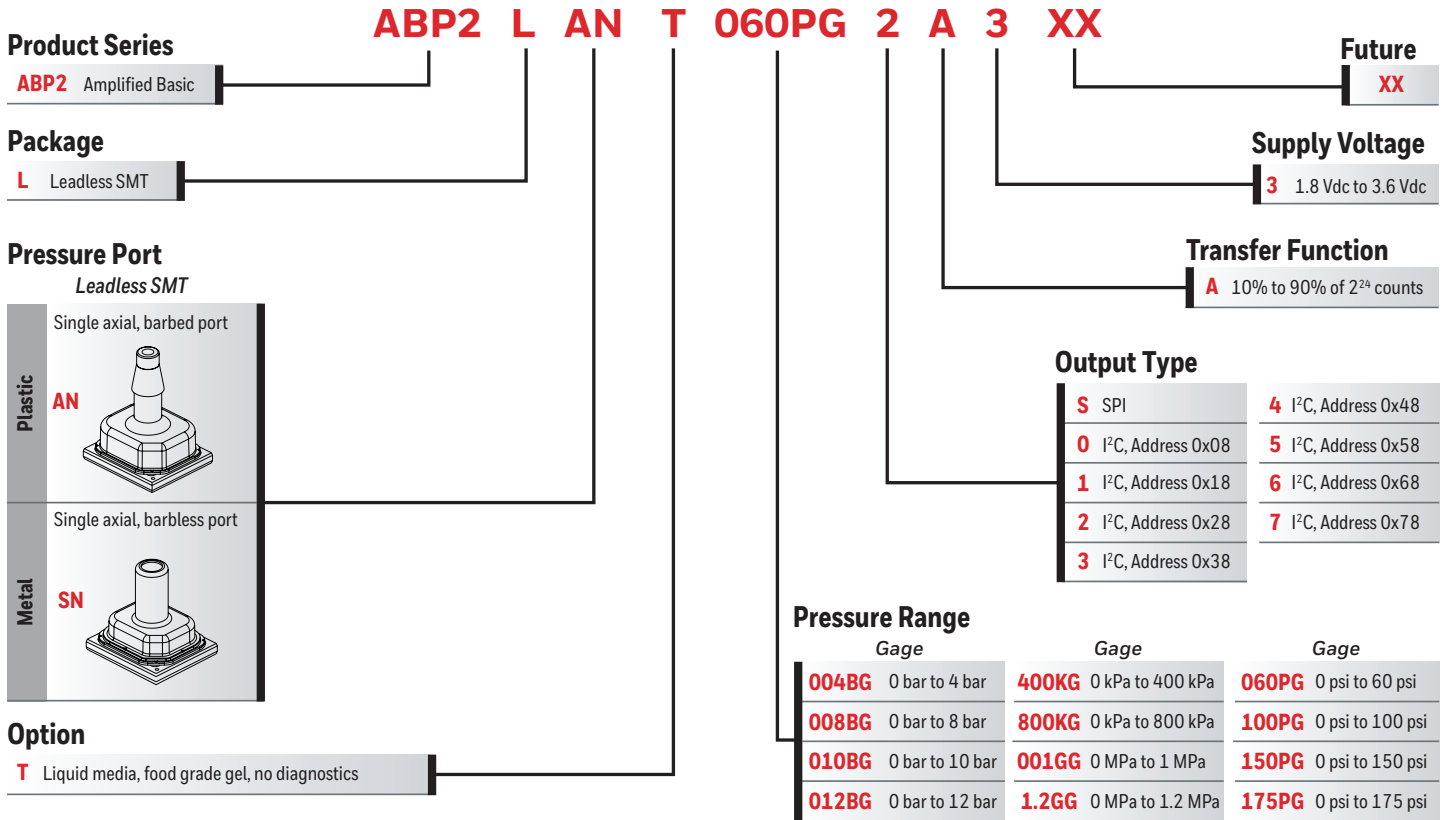 ABP2 L AN T 060PG 2 A 3 XX
Product Series
ABP2 Amplified Basic
Package
L Leadless SMT
Pressure Port
Leadless SMT
Plastic
Single axial, barbed port
AN
Metal
Single axial, barbless port
SN
Option
T Liquid media, food grade gel, no diagnostics
Future
XX
Supply Voltage
3 1.8 Vdc to 3.6 Vdc
Transfer Function
A 10% to 90% of 2²⁴ counts
Output Type
S SPI
0 I²C, Address 0x08
1 I²C, Address 0x18
2 I²C, Address 0x28
3 I²C, Address 0x38
4 I²C, Address 0x48
5 I²C, Address 0x58
6 I²C, Address 0x68
7 I²C, Address 0x78
Pressure Range
Gage Gage Gage
004BG 0 bar to 4 bar 400KG 0 kPa to 400 kPa 060PG 0 psi to 60 psi
008BG 0 bar to 8 bar 800KG 0 kPa to 800 kPa 100PG 0 psi to 100 psi
010BG 0 bar to 10 bar 001GG 0 MPa to 1 MPa 150PG 0 psi to 150 psi
012BG 0 bar to 12 bar 1.2GG 0 MPa to 1.2 MPa 175PG 0 psi to 175 psi